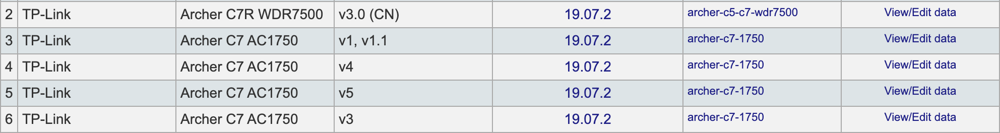 2 TP-Link Archer C7R WDR7500 v3.0 (CN) 19.07.2 archer-c5-c7-wdr7500 View/Edit data
3 TP-Link Archer C7 AC1750 v1, v1.1 19.07.2 archer-c7-1750 View/Edit data
4 TP-Link Archer C7 AC1750 v4 19.07.2 archer-c7-1750 View/Edit data
5 TP-Link Archer C7 AC1750 v5 19.07.2 archer-c7-1750 View/Edit data
6 TP-Link Archer C7 AC1750 v3 19.07.2 archer-c7-1750 View/Edit data